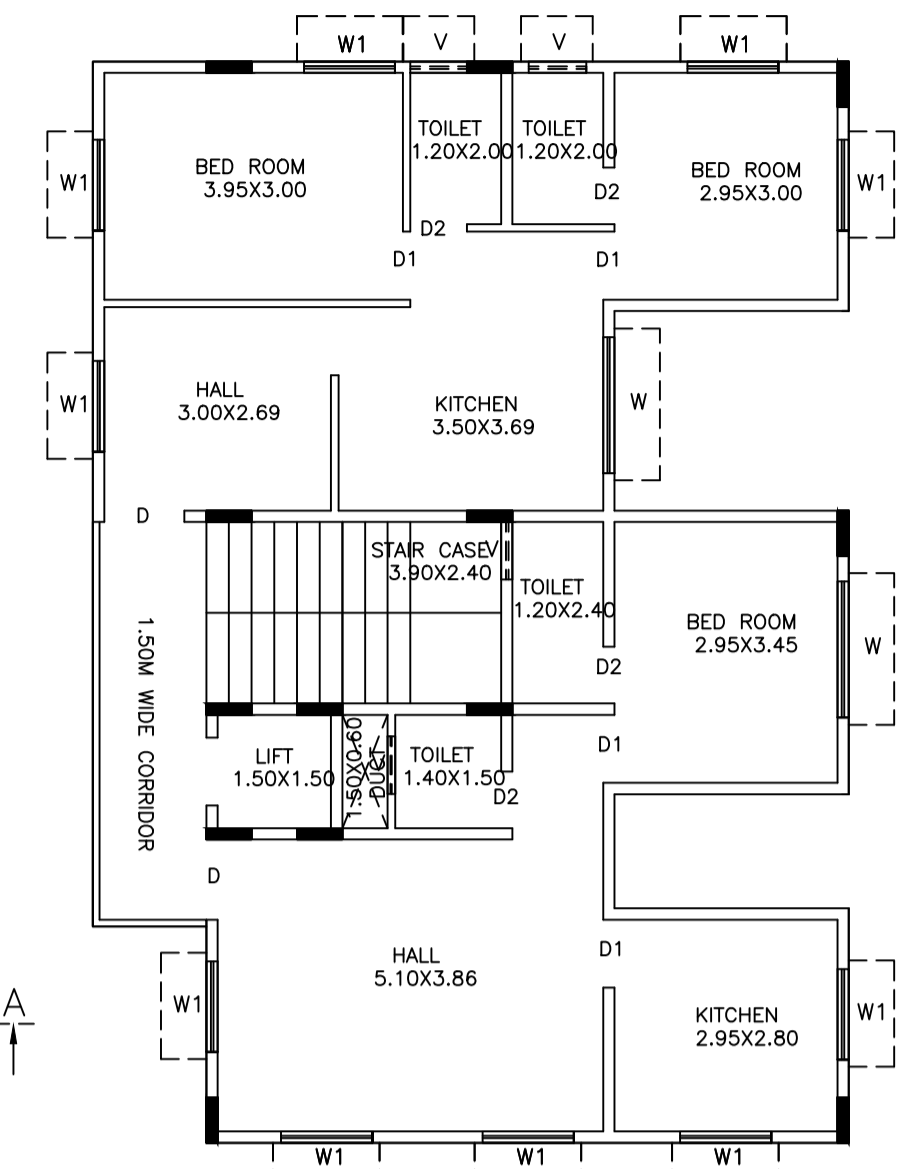 W1
V
V
W1
TOILET
1.20X2.00
TOILET
1.20X2.00
BED ROOM
3.95X3.00
BED ROOM
2.95X3.00
W1
W1
D2
D2
D1
D1
HALL
3.00X2.69
KITCHEN
3.50X3.69
W1
W
D
STAIR CASE
3.90X2.40
V
TOILET
1.20X2.40
BED ROOM
2.95X3.45
W
D2
1.50M WIDE CORRIDOR
D1
LIFT
1.50X1.50
1.50X0.60
DUCT
V
TOILET
1.40X1.50
D2
D
HALL
5.10X3.86
D1
A
W1
KITCHEN
2.95X2.80
W1
W1
W1
W1